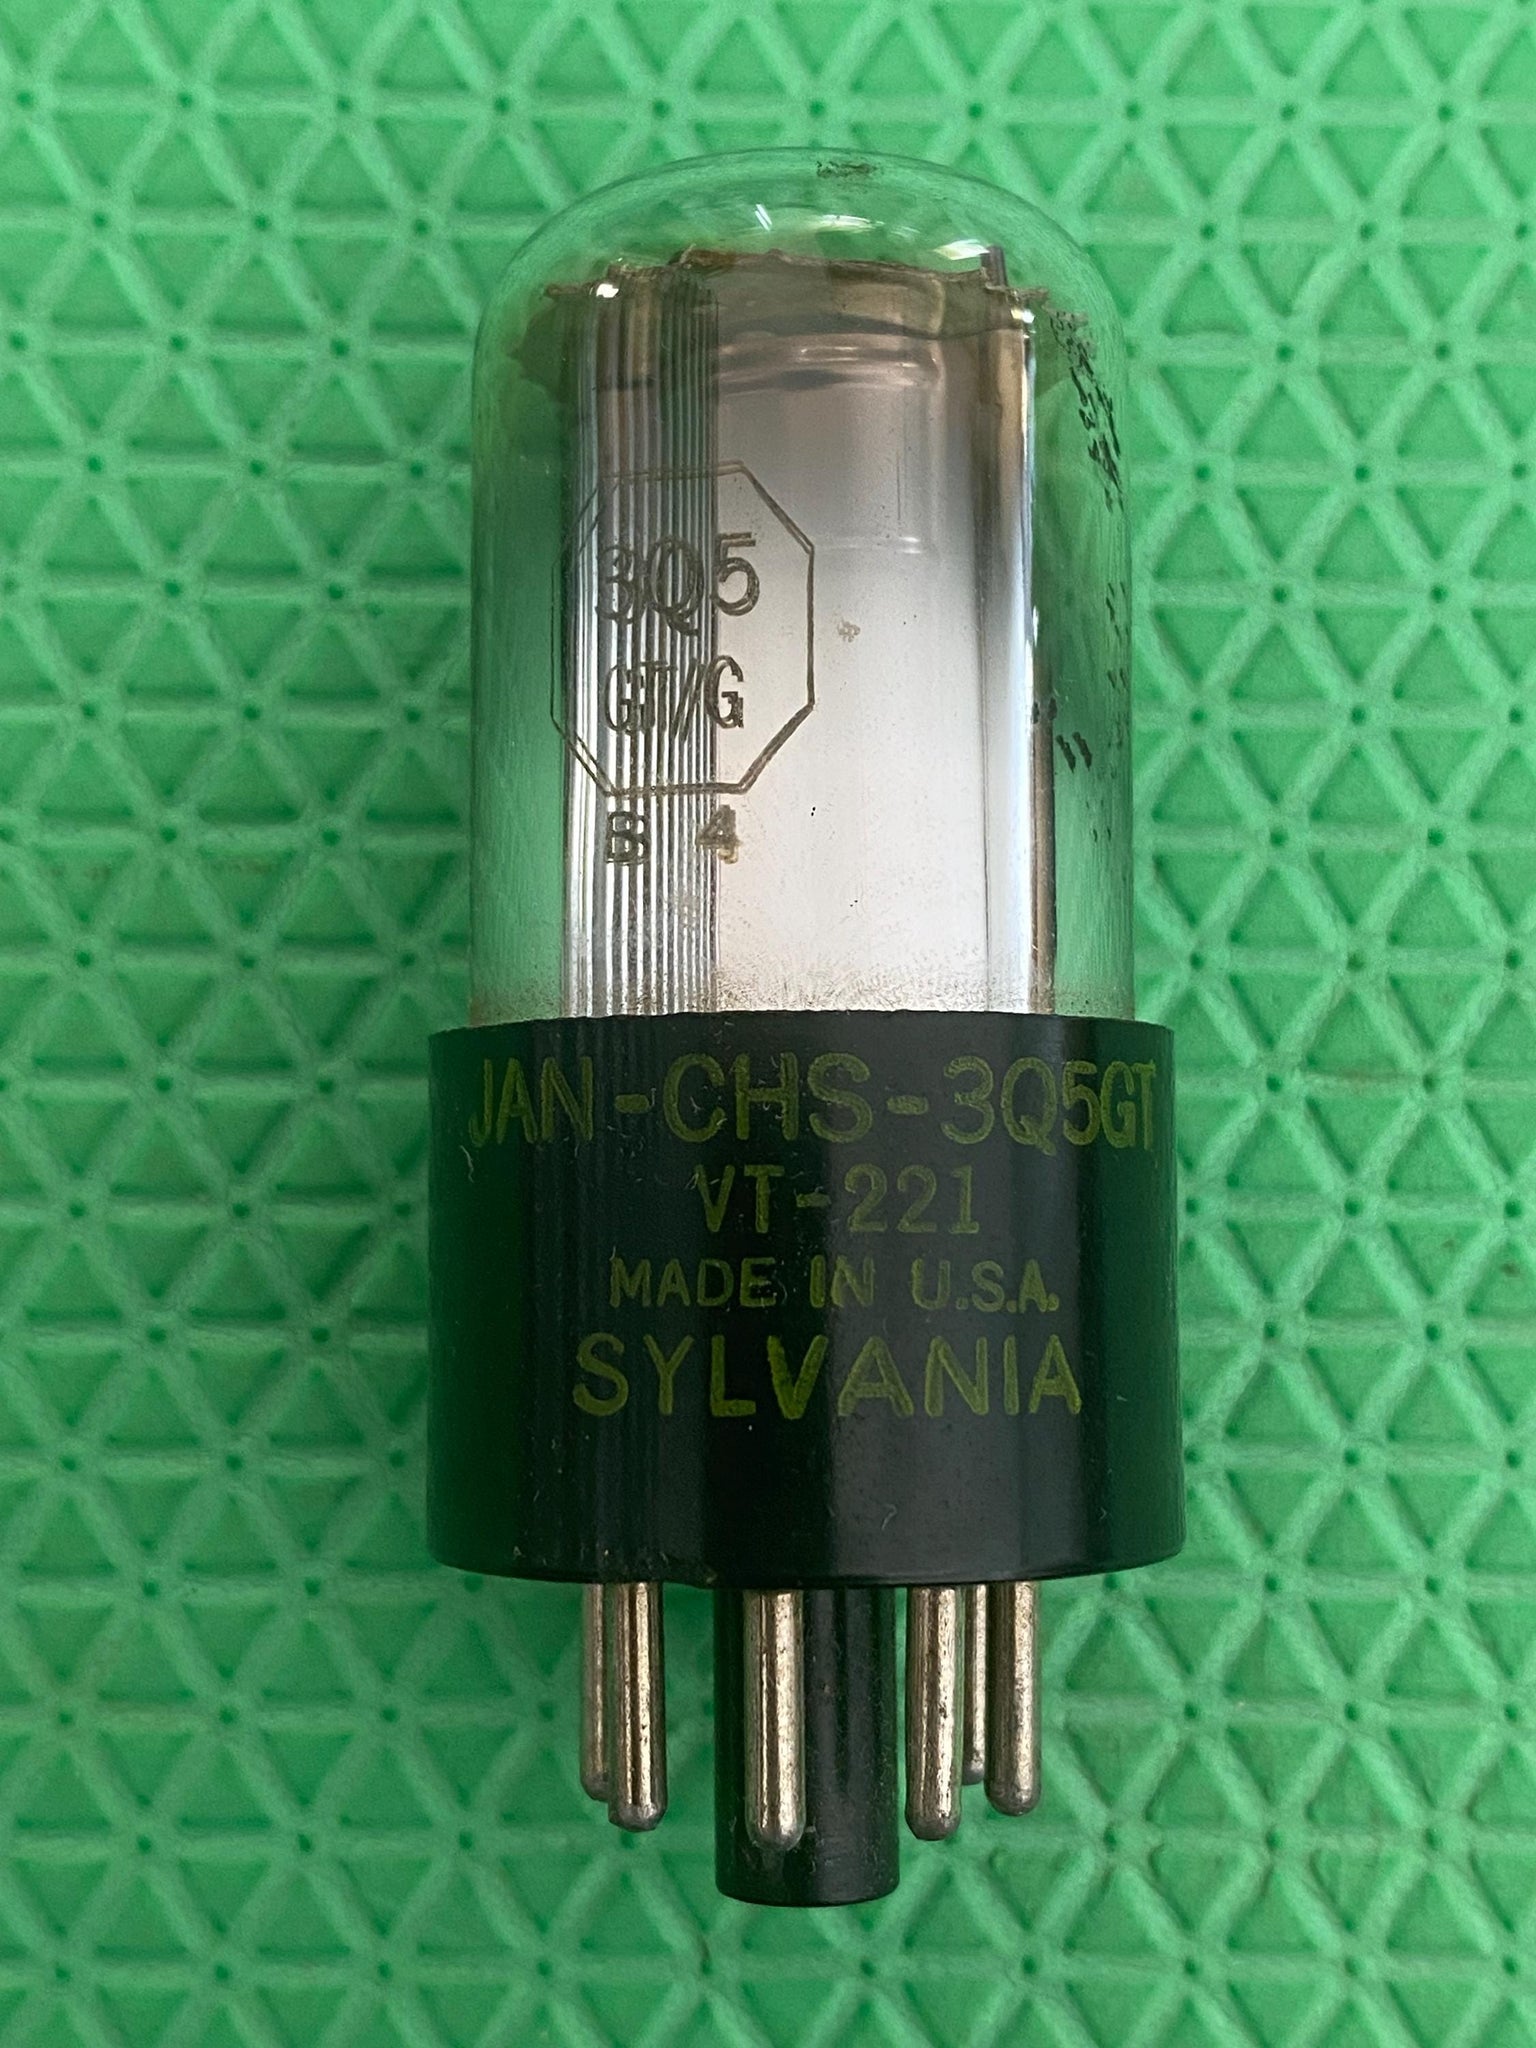 3Q5
GT/G
B 4
JAN-CHS-3Q5GT
VT-221
MADE IN U.S.A.
SYLVANIA